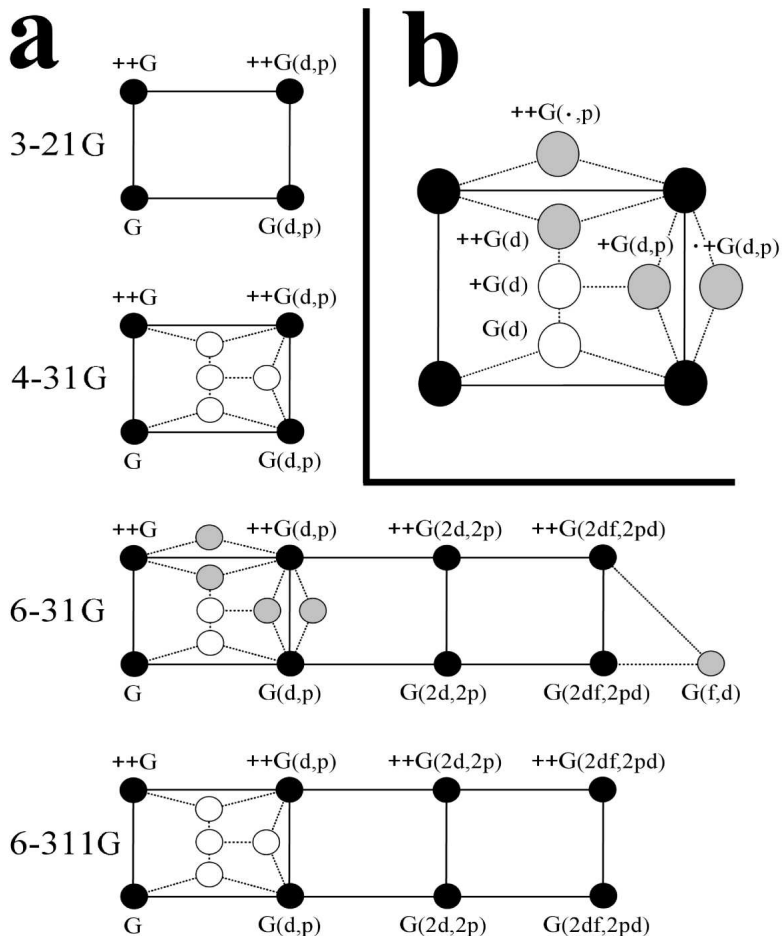 a
++G ++G(d,p)
3-21G
G G(d,p)
++G ++G(d,p)
4-31G
G G(d,p)
b
++G(·,p)
++G(d) +G(d,p) ·+G(d,p)
+G(d)
G(d)
++G ++G(d,p) ++G(2d,2p) ++G(2df,2pd)
6-31G
G G(d,p) G(2d,2p) G(2df,2pd) G(f,d)
++G ++G(d,p) ++G(2d,2p) ++G(2df,2pd)
6-311G
G G(d,p) G(2d,2p) G(2df,2pd)